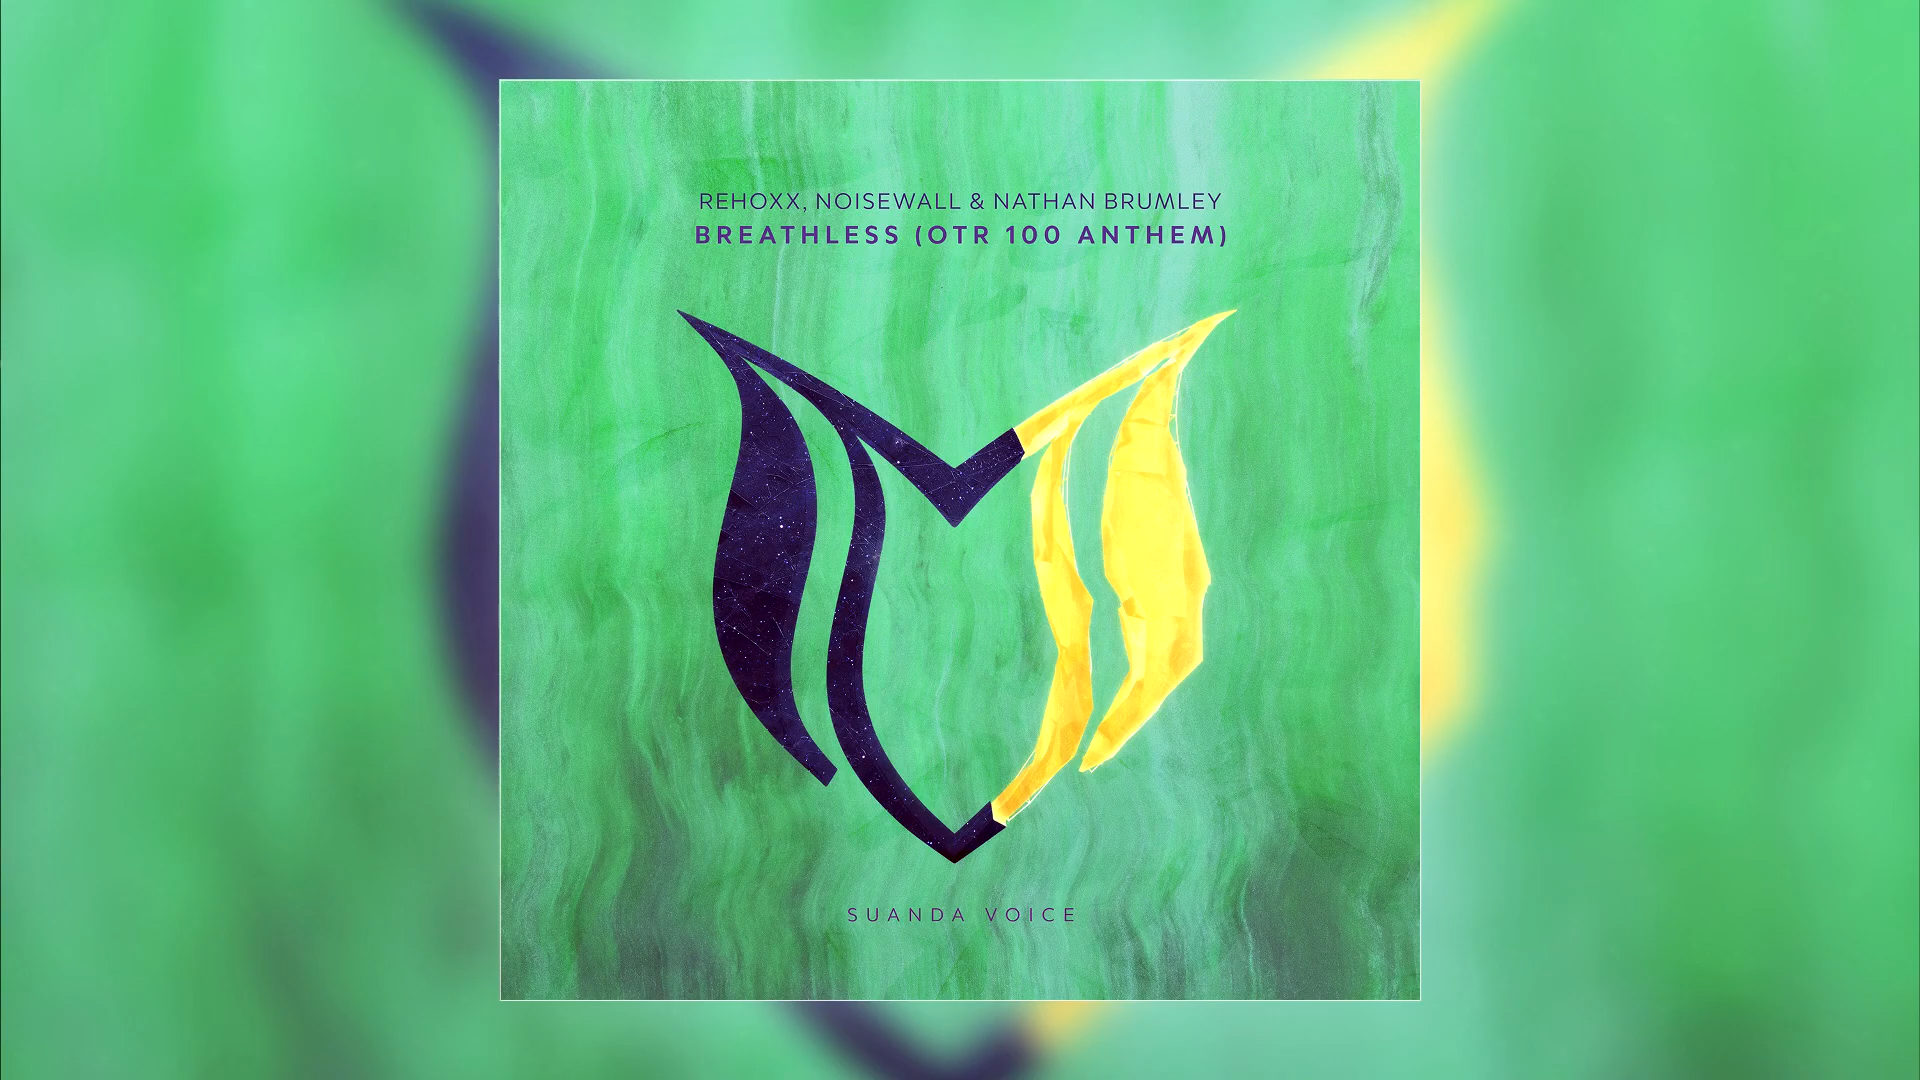 REHOXX, NOISEWALL & NATHAN BRUMLEY
BREATHLESS (OTR 100 ANTHEM)
SUANDA VOICE